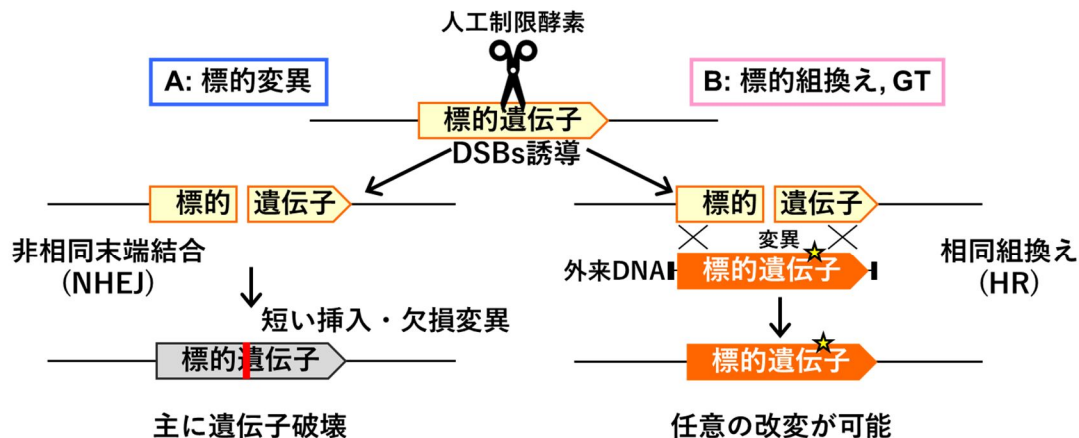 人工制限酵素
A: 標的変異
B: 標的組換え, GT
標的遺伝子
DSBs誘導
標的 遺伝子
非相同末端結合
(NHEJ)
短い挿入・欠損変異
標的遺伝子
主に遺伝子破壊
標的 遺伝子
変異
外来DNA
標的遺伝子
相同組換え
(HR)
標的遺伝子
任意の改変が可能